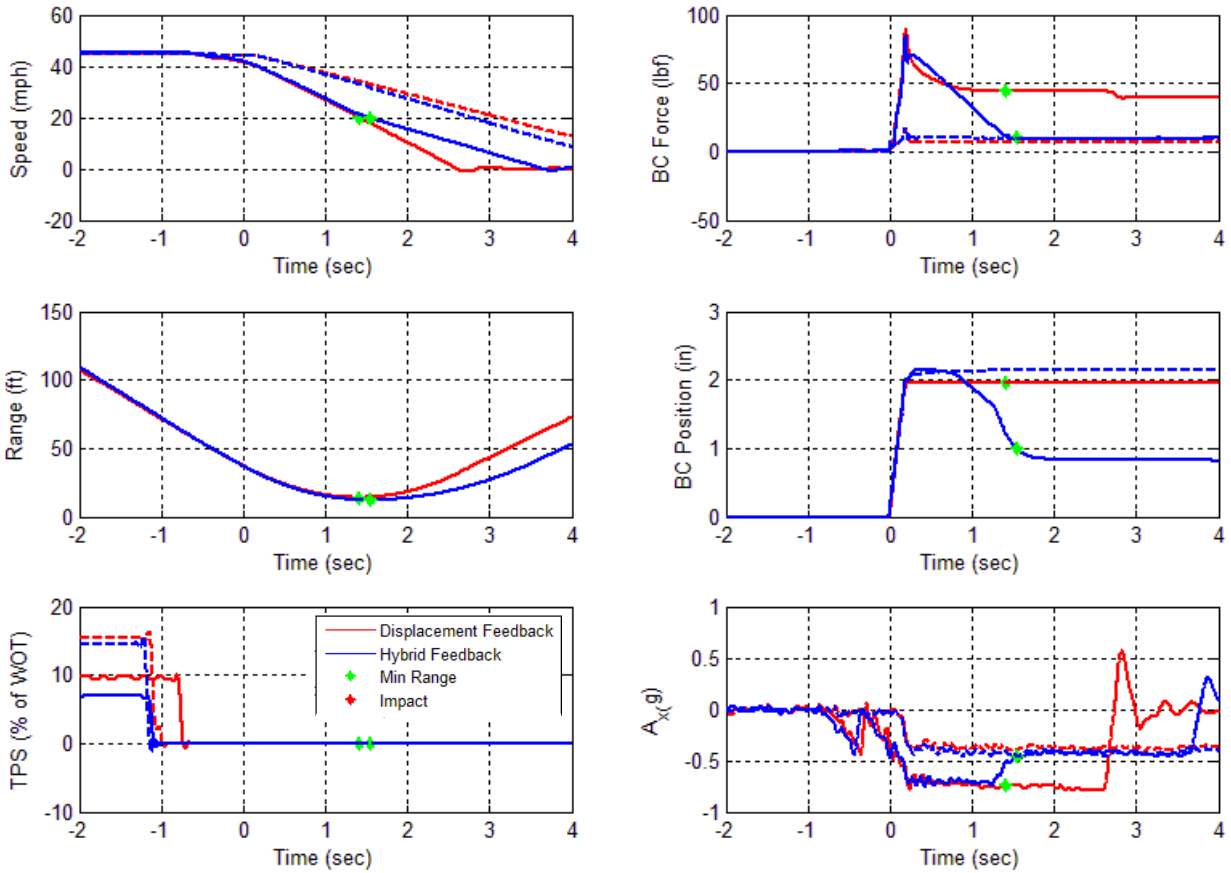 60
40
20
0
-20
Speed (mph)
-2 -1 0 1 2 3 4
Time (sec)
100
50
0
-50
BC Force (lbf)
-2 -1 0 1 2 3 4
Time (sec)
150
100
50
0
Range (ft)
-2 -1 0 1 2 3 4
Time (sec)
3
2
1
0
BC Position (in)
-2 -1 0 1 2 3 4
Time (sec)
20
10
0
-10
TPS (% of WOT)
Displacement Feedback
Hybrid Feedback
Min Range
Impact
-2 -1 0 1 2 3 4
Time (sec)
1
0.5
0
-0.5
-1
Ax(g)
-2 -1 0 1 2 3 4
Time (sec)